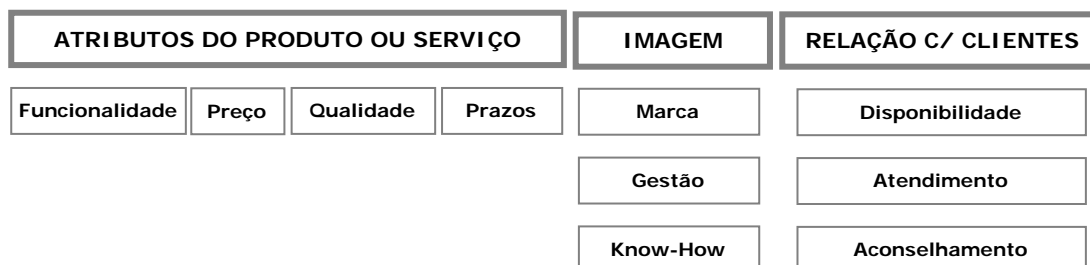 ATRIBUTOS DO PRODUTO OU SERVIÇO IMAGEM RELAÇÃO C/ CLIENTES
Funcionalidade Preço Qualidade Prazos Marca Disponibilidade
Gestão Atendimento
Know-How Aconselhamento